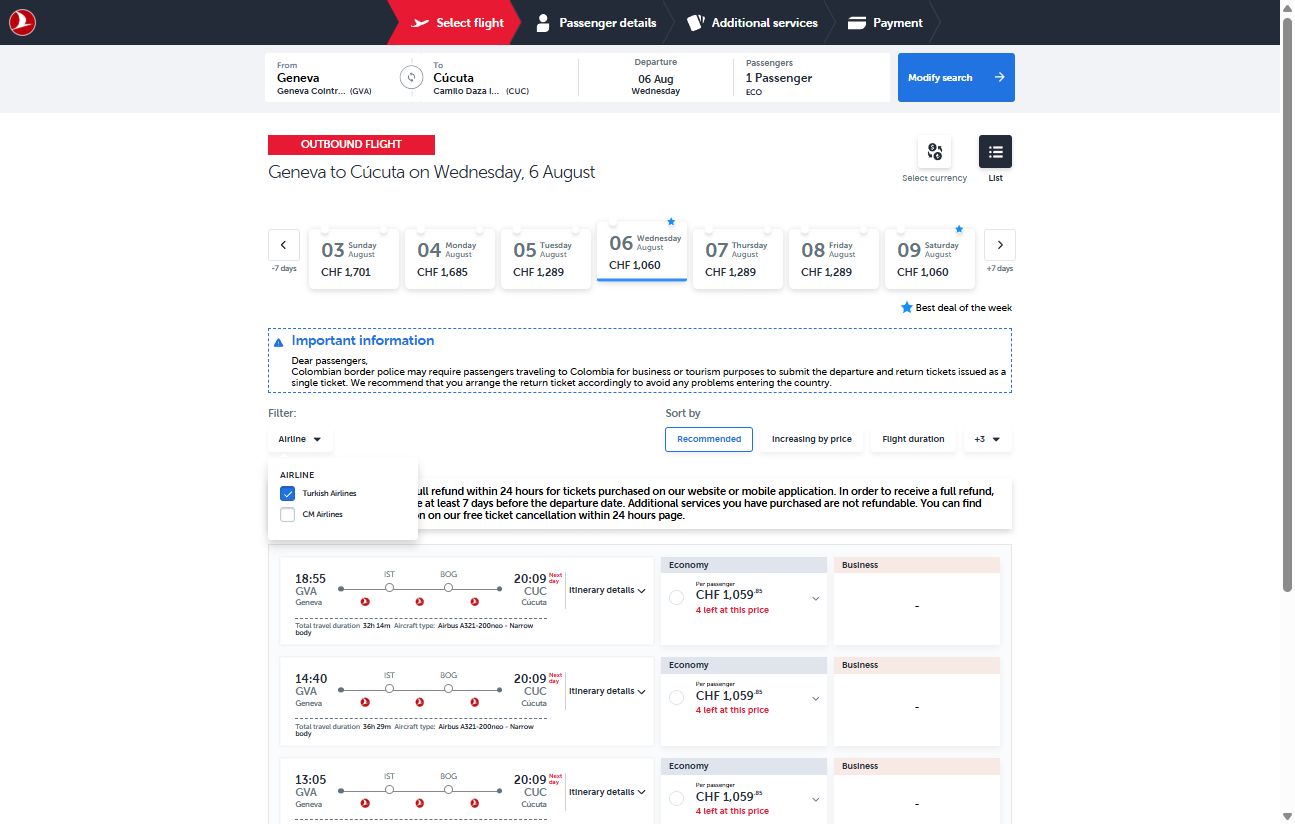 Select flight
Passenger details
Additional services
Payment
From
Geneva
Geneva Cointr... (GVA)
To
Cúcuta
Camilo Daza I... (CUC)
Departure
06 Aug
Wednesday
Passengers
1 Passenger
ECO
Modify search
OUTBOUND FLIGHT
Geneva to Cúcuta on Wednesday, 6 August
Select currency
List
-7 days
03 Sunday August
CHF 1,701
04 Monday August
CHF 1,685
05 Tuesday August
CHF 1,289
06 Wednesday August
CHF 1,060
07 Thursday August
CHF 1,289
08 Friday August
CHF 1,289
09 Saturday August
CHF 1,060
+7 days
Best deal of the week
Important information
Dear passengers,
Colombian border police may require passengers traveling to Colombia for business or tourism purposes to submit the departure and return tickets issued as a
single ticket. We recommend that you arrange the return ticket accordingly to avoid any problems entering the country.
Filter:
Airline
Sort by
Recommended
Increasing by price
Flight duration
+3
AIRLINE
Turkish Airlines
CM Airlines
ull refund within 24 hours for tickets purchased on our website or mobile application. In order to receive a full refund,
e at least 7 days before the departure date. Additional services you have purchased are not refundable. You can find
n on our free ticket cancellation within 24 hours page.
18:55
GVA
Geneva
IST
BOG
20:09 Next day
CUC
Cúcuta
Itinerary details
Total travel duration 32h 14m Aircraft type: Airbus A321-200neo - Narrow
body
Economy
Per passenger
CHF 1,059.85
4 left at this price
Business
-
14:40
GVA
Geneva
IST
BOG
20:09 Next day
CUC
Cúcuta
Itinerary details
Total travel duration 36h 29m Aircraft type: Airbus A321-200neo - Narrow
body
Economy
Per passenger
CHF 1,059.85
4 left at this price
Business
-
13:05
GVA
Geneva
IST
BOG
20:09 Next day
CUC
Cúcuta
Itinerary details
Economy
Per passenger
CHF 1,059.85
4 left at this price
Business
-